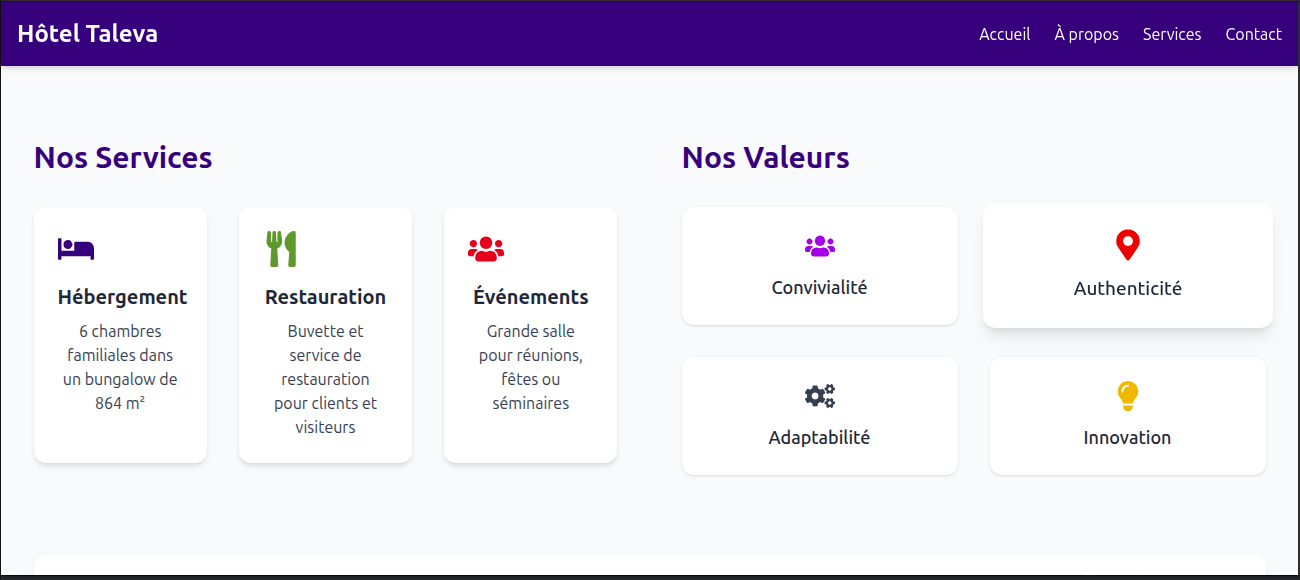 Hôtel Taleva
Accueil
À propos
Services
Contact
Nos Services
Hébergement
6 chambres
familiales dans
un bungalow de
864 m²
Restauration
Buvette et
service de
restauration
pour clients et
visiteurs
Événements
Grande salle
pour réunions,
fêtes ou
séminaires
Nos Valeurs
Convivialité
Authenticité
Adaptabilité
Innovation